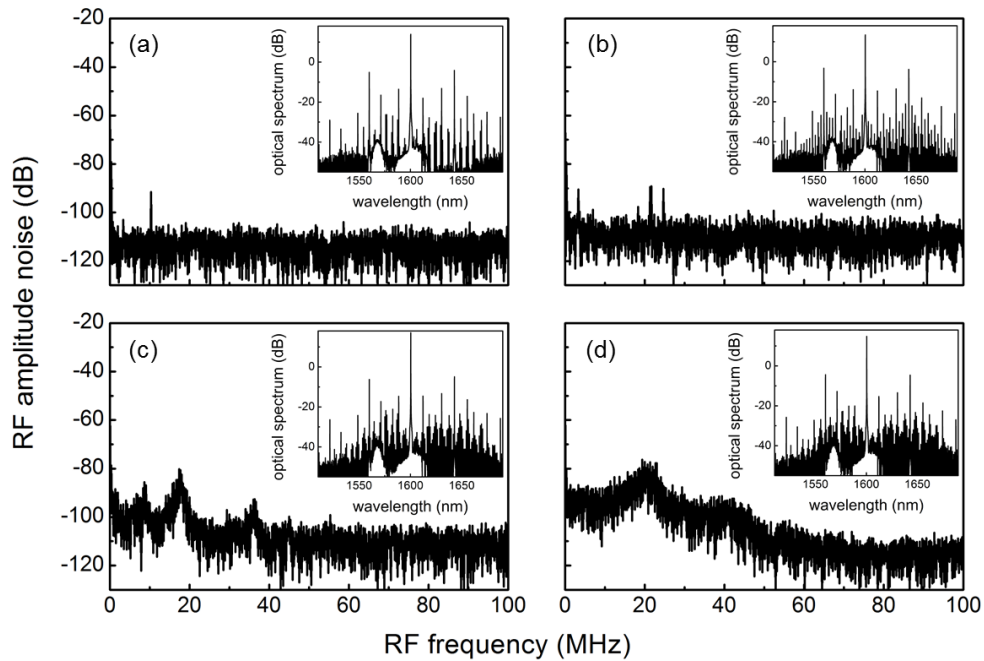 RF amplitude noise (dB)
-20
-40
-60
-80
-100
-120
(a)
optical spectrum (dB)
0
-20
-40
1550 1600 1650
wavelength (nm)
(b)
optical spectrum (dB)
0
-20
-40
1550 1600 1650
wavelength (nm)
-20
-40
-60
-80
-100
-120
(c)
optical spectrum (dB)
0
-20
-40
1550 1600 1650
wavelength (nm)
0 20 40 60 80 100
(d)
optical spectrum (dB)
0
-20
-40
1550 1600 1650
wavelength (nm)
0 20 40 60 80 100
RF frequency (MHz)